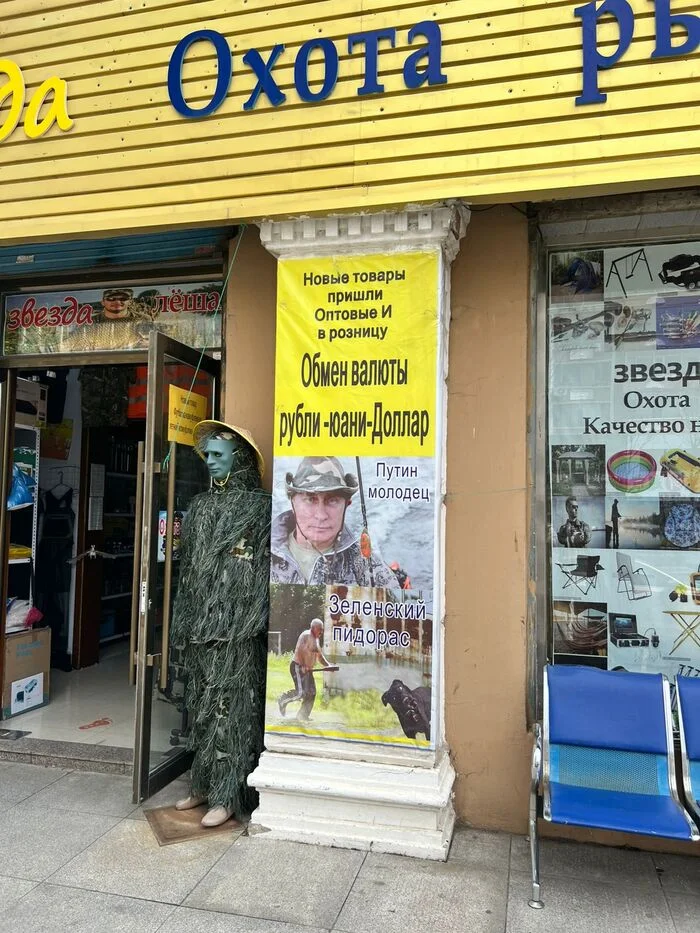 да Охота ры
звезда лёша
Новые товары
пришли
Оптовые И
в розницу
Обмен валюты
рубли -юани-Доллар
Путин
молодец
Зеленский
пидорас
звезд
Охота
Качество н